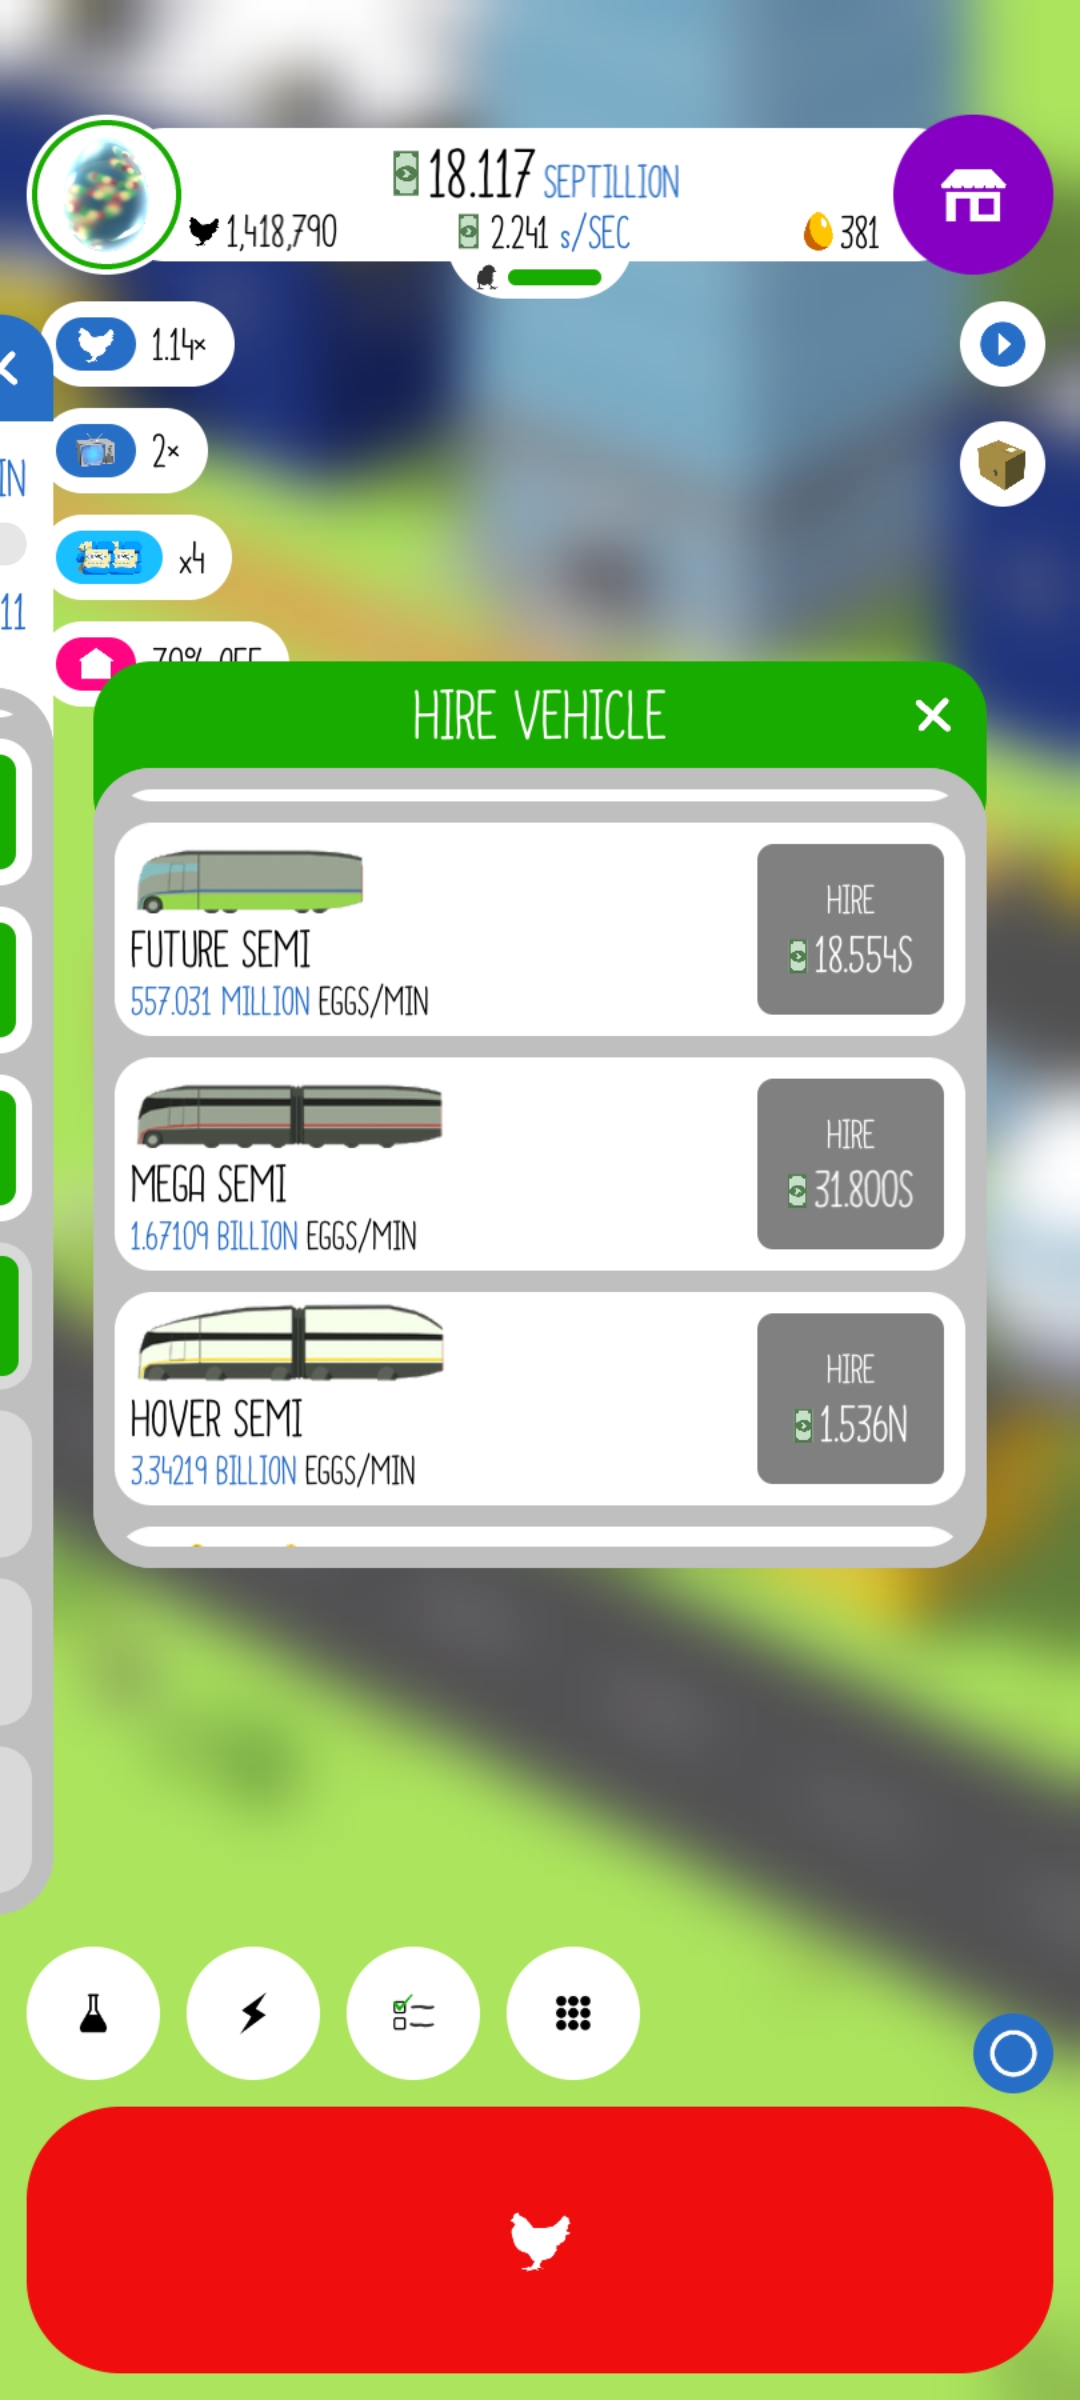 18.117 SEPTILLION
1,418,790
2.241 s/SEC
381
1.14×
2×
IN
x4
11
70% OFF
HIRE VEHICLE
FUTURE SEMI
557.031 MILLION EGGS/MIN
HIRE
18.554S
MEGA SEMI
1.67109 BILLION EGGS/MIN
HIRE
31.800S
HOVER SEMI
3.34219 BILLION EGGS/MIN
HIRE
1.536N